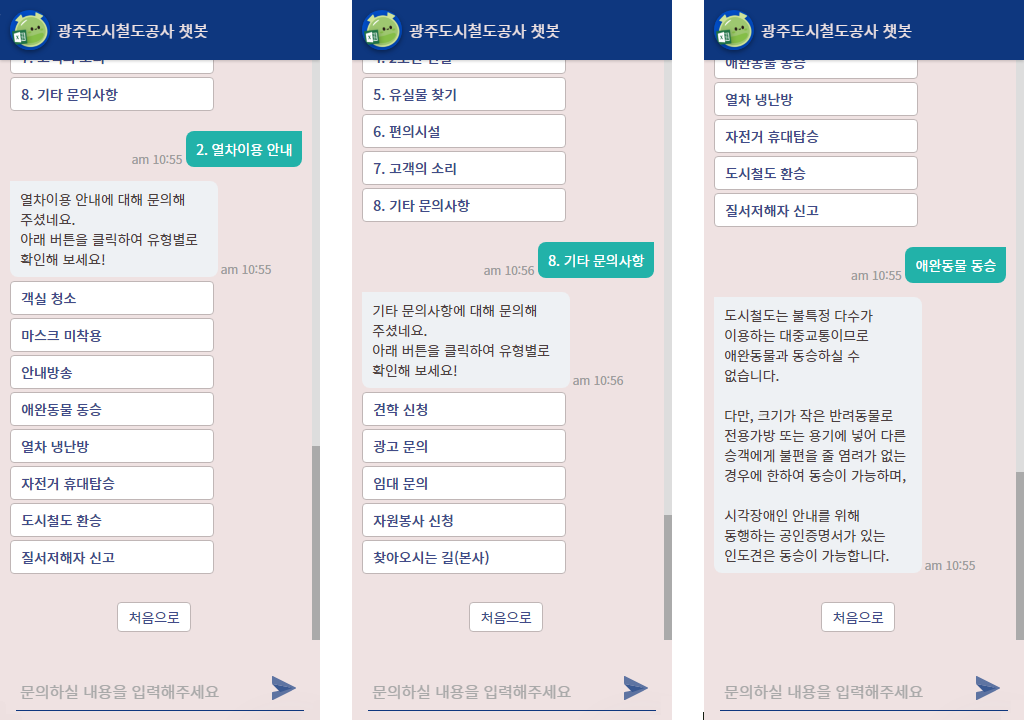 광주도시철도공사 챗봇
8. 기타 문의사항
2. 열차이용 안내
am 10:55
열차이용 안내에 대해 문의해
주셨네요.
아래 버튼을 클릭하여 유형별로
확인해 보세요!
am 10:55
객실 청소
마스크 미착용
안내방송
애완동물 동승
열차 냉난방
자전거 휴대탑승
도시철도 환승
질서저해자 신고
처음으로
문의하실 내용을 입력해주세요
광주도시철도공사 챗봇
5. 유실물 찾기
6. 편의시설
7. 고객의 소리
8. 기타 문의사항
8. 기타 문의사항
am 10:56
기타 문의사항에 대해 문의해
주셨네요.
아래 버튼을 클릭하여 유형별로
확인해 보세요!
am 10:56
견학 신청
광고 문의
임대 문의
자원봉사 신청
찾아오시는 길(본사)
처음으로
문의하실 내용을 입력해주세요
광주도시철도공사 챗봇
애완동물 동승
열차 냉난방
자전거 휴대탑승
도시철도 환승
질서저해자 신고
애완동물 동승
am 10:55
도시철도는 불특정 다수가
이용하는 대중교통이므로
애완동물과 동승하실 수
없습니다.
다만, 크기가 작은 반려동물로
전용가방 또는 용기에 넣어 다른
승객에게 불편을 줄 염려가 없는
경우에 한하여 동승이 가능하며,
시각장애인 안내를 위해
동행하는 공인증명서가 있는
인도견은 동승이 가능합니다.
am 10:55
처음으로
문의하실 내용을 입력해주세요